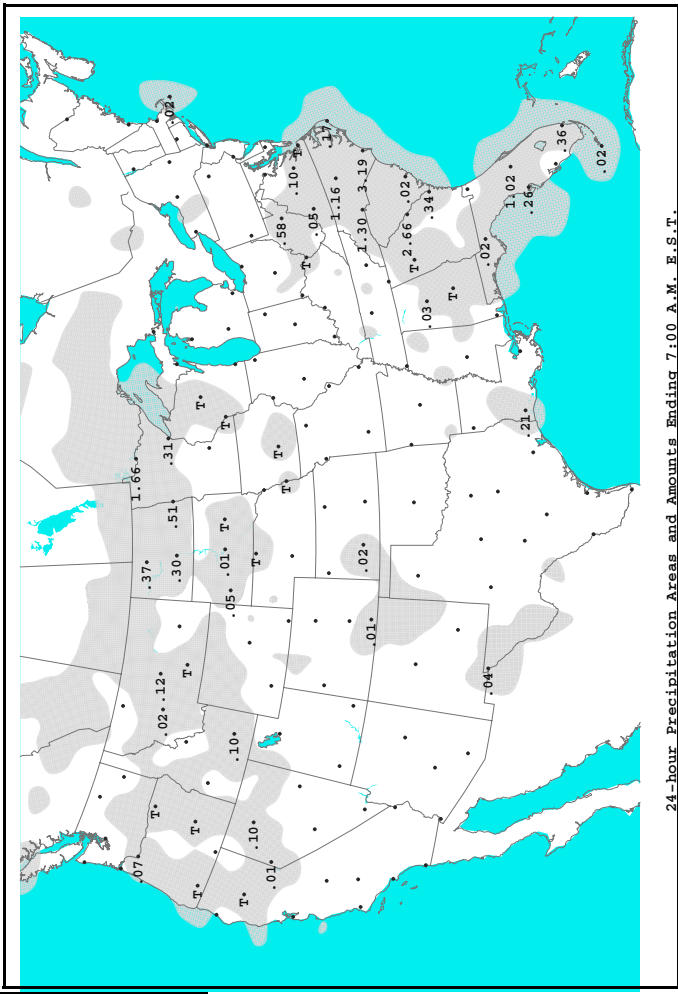 1.66
.07
.37
T
.12
.02
.31
.02
.51
.30
T
T
T
T
T
T
.01
.05
.10
T
.10
T
.01
T
.58
T
.10
T
T
.05
.17
1.16
1.30
3.19
.02
.01
2.66
.02
T
.03
.34
T
.02
.04
1.02
.21
.26
.36
.02
24-hour Precipitation Areas and Amounts Ending 7:00 A.M. E.S.T.